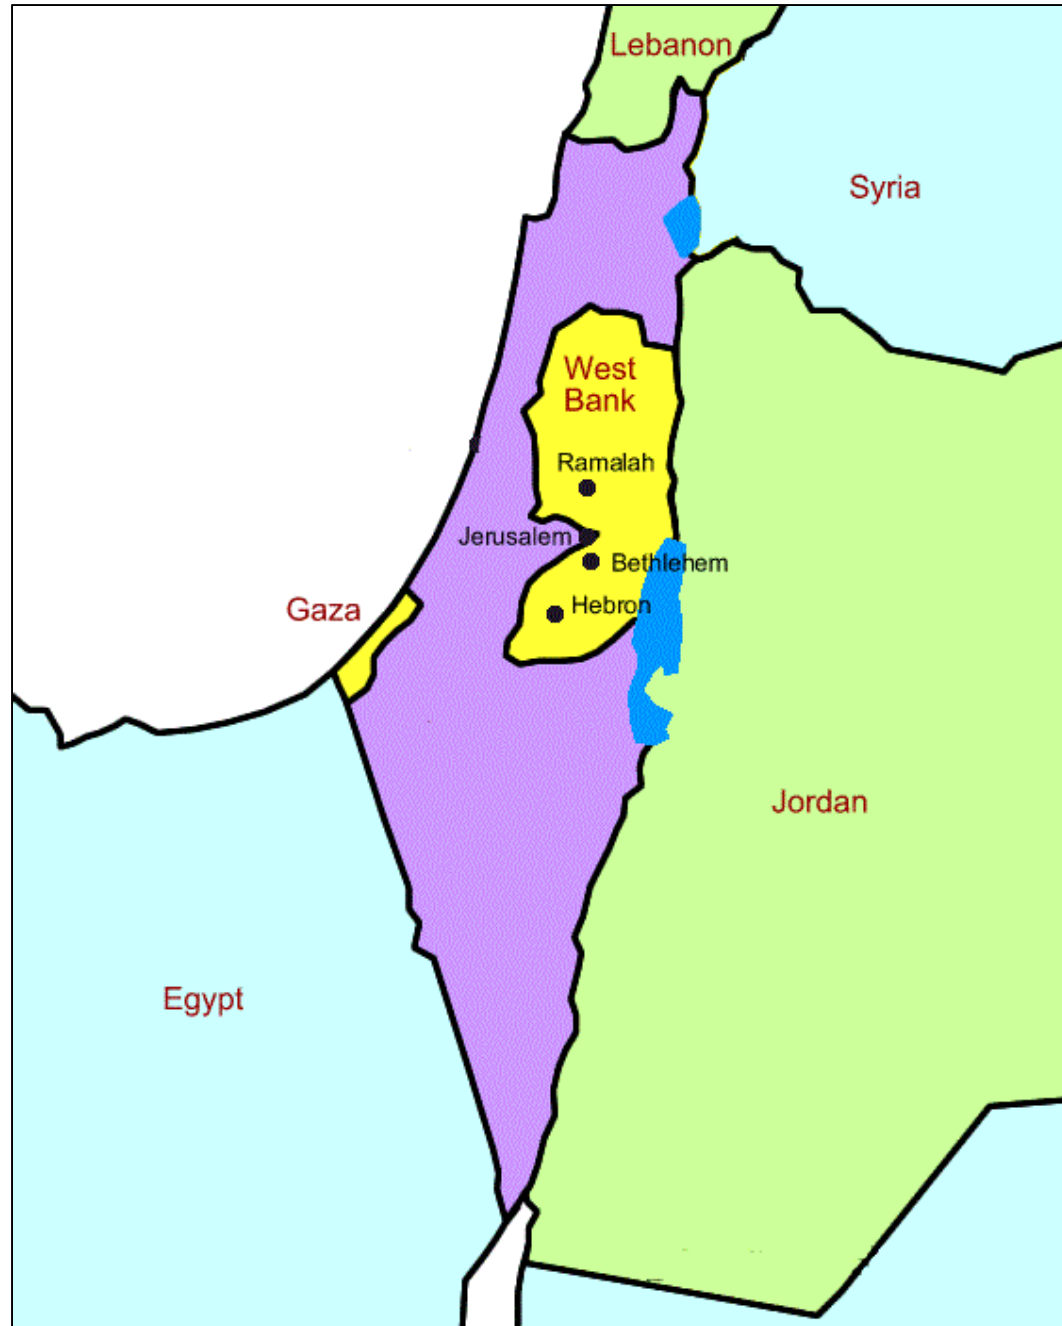 Lebanon
Syria
West
Bank
Ramalah
Jerusalem
Bethlehem
Hebron
Gaza
Jordan
Egypt